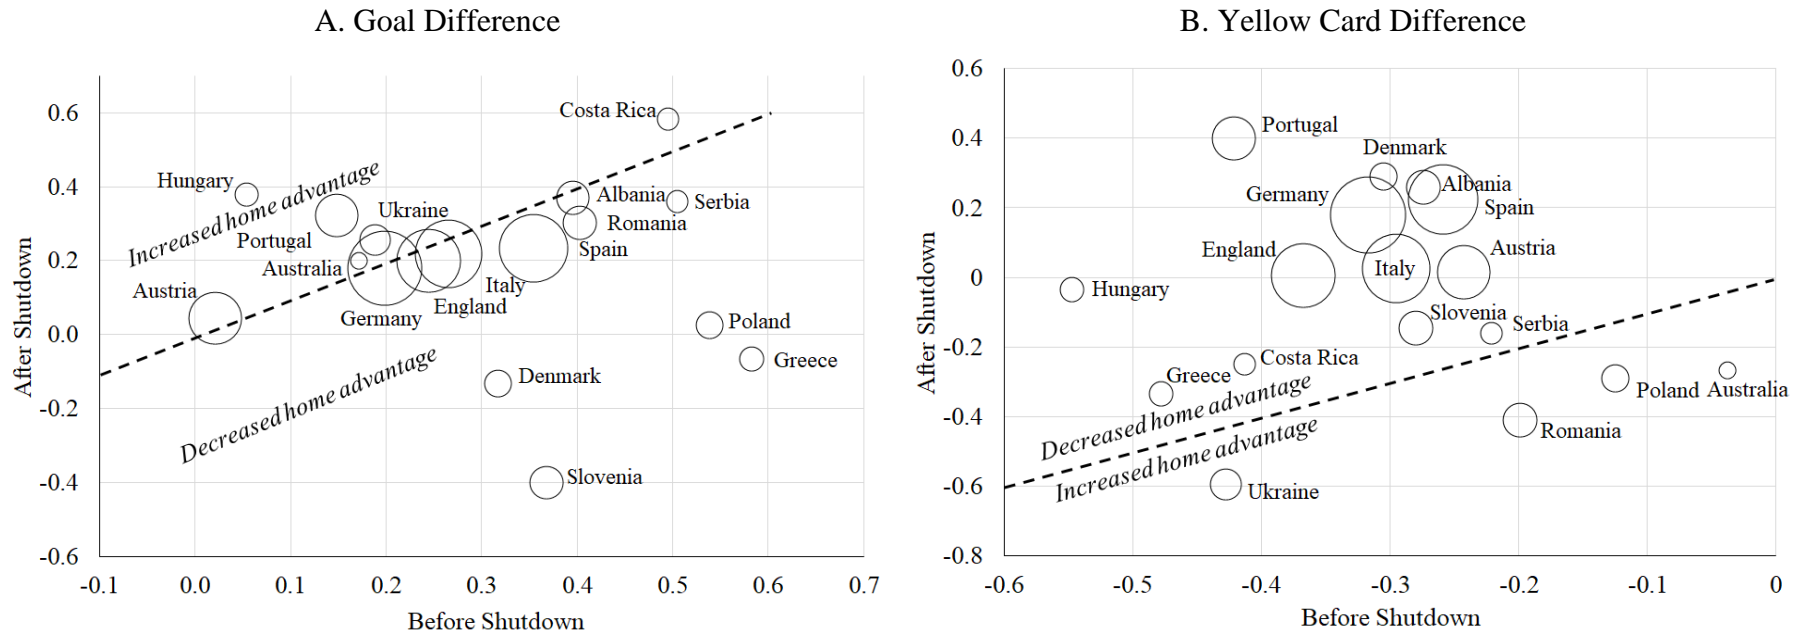 A. Goal Difference
0.6
0.4
0.2
0.0
-0.2
-0.4
-0.6
-0.1
0.0
0.1
0.2
0.3
0.4
0.5
0.6
0.7
After Shutdown
Before Shutdown
Increased home advantage
Decreased home advantage
Costa Rica
Hungary
Albania
Serbia
Ukraine
Romania
Portugal
Spain
Australia
Italy
Austria
England
Germany
Poland
Greece
Denmark
Slovenia
B. Yellow Card Difference
0.6
0.4
0.2
0
-0.2
-0.4
-0.6
-0.8
-0.6
-0.5
-0.4
-0.3
-0.2
-0.1
0
After Shutdown
Before Shutdown
Decreased home advantage
Increased home advantage
Portugal
Denmark
Germany
Albania
Spain
England
Austria
Italy
Hungary
Slovenia
Serbia
Costa Rica
Greece
Poland
Australia
Romania
Ukraine